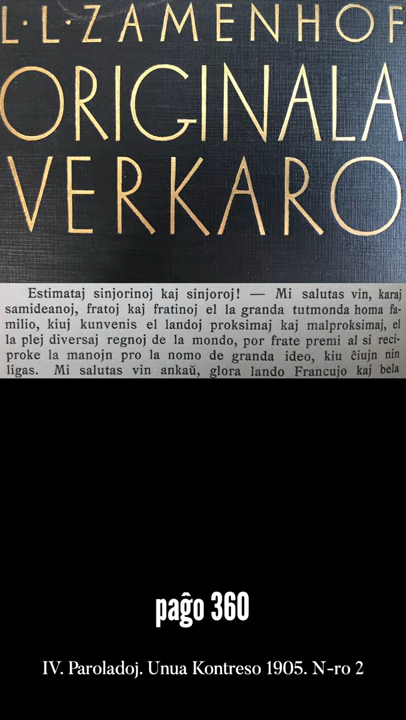 L·L·ZAMENHOF
ORIGINALA
VERKARO
Estimataj sinjorinoj kaj sinjoroj! — Mi salutas vin, karaj
samideanoj, fratoj kaj fratinoj el la granda tutmonda homa fa-
milio, kiuj kunvenis el landoj proksimaj kaj malproksimaj, el
la plej diversaj regnoj de la mondo, por frate premi al si reci-
proke la manojn pro la nomo de granda ideo, kiu ĉiujn nin
ligas. Mi salutas vin ankaŭ, glora lando Francujo kaj bela
paĝo 360
IV. Paroladoj. Unua Kontreso 1905. N-ro 2